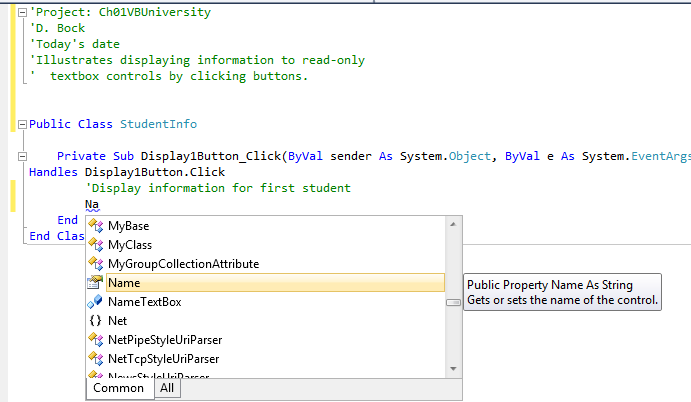 'Project: Ch01VBUniversity
'D. Bock
'Today's date
'Illustrates displaying information to read-only
'  textbox controls by clicking buttons.
Public Class StudentInfo
Private Sub Display1Button_Click(ByVal sender As System.Object, ByVal e As System.EventArgs
Handles Display1Button.Click
'Display information for first student
Na
End
End Clas
MyBase
MyClass
MyGroupCollectionAttribute
Name
NameTextBox
{} Net
NetPipeStyleUriParser
NetTcpStyleUriParser
NewsStyleUriParser
Common All
Public Property Name As String
Gets or sets the name of the control.